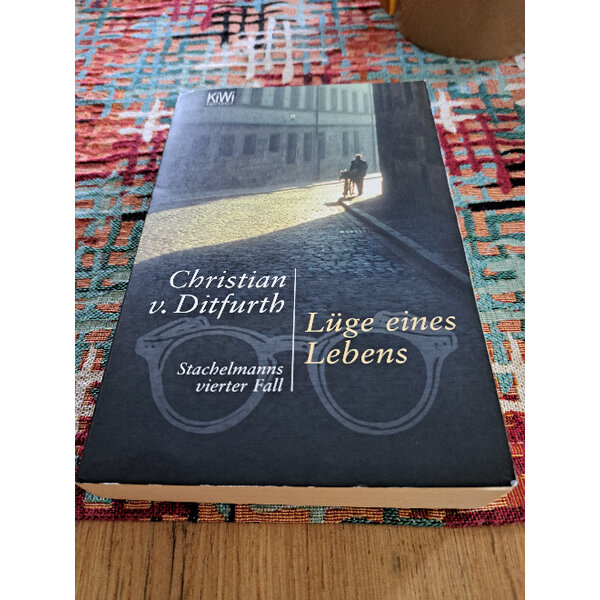 KiWi
Christian
v. Ditfurth
Lüge eines
Lebens
Stachelmanns
vierter Fall